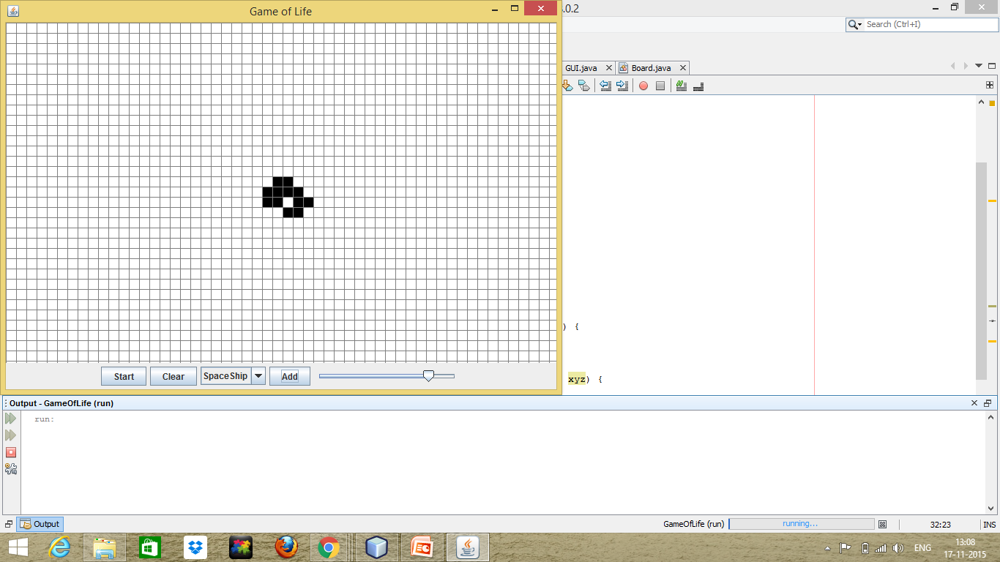 Game of Life
.0.2
Search (Ctrl+I)
GUI.java
Board.java
) {
xyz) {
Start
Clear
SpaceShip
Add
Output - GameOfLife (run)
run:
Output
GameOfLife (run)
running...
32:23
INS
ENG
13:08
17-11-2015